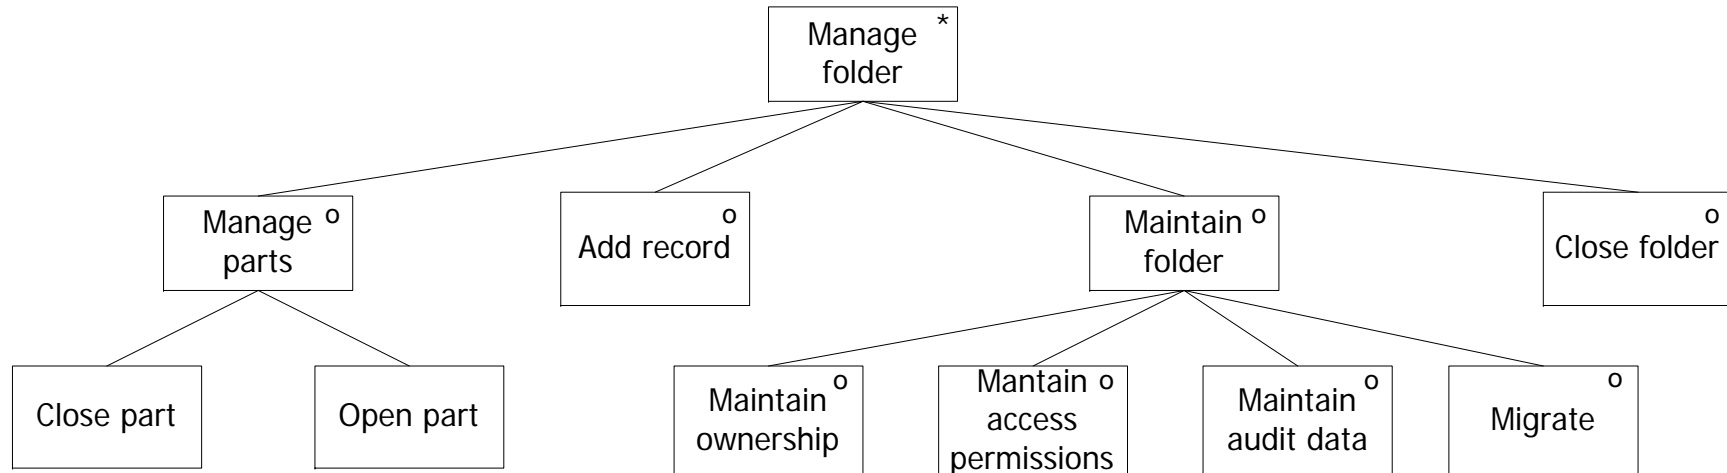 Manage *
folder
Manage o
parts
o
Add record
Maintain o
folder
o
Close folder
Close part
Open part
o
Maintain
ownership
Mantain o
access
permissions
o
Maintain
audit data
o
Migrate